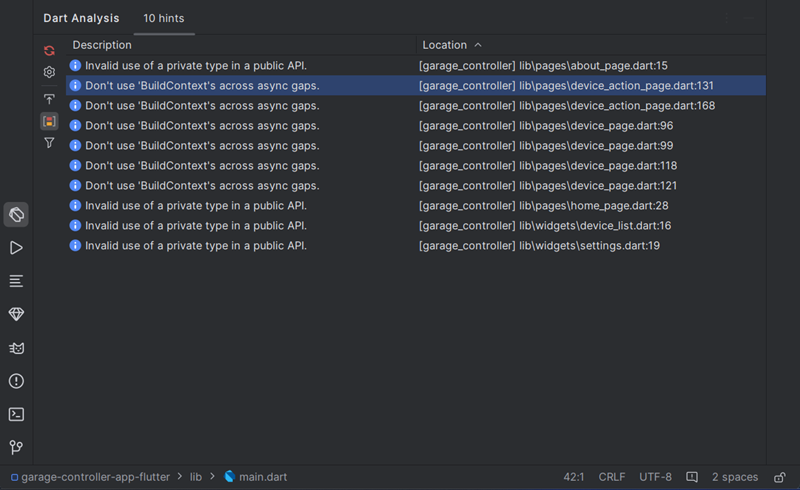 Dart Analysis 10 hints
Description Location
Invalid use of a private type in a public API. [garage_controller] lib\pages\about_page.dart:15
Don't use 'BuildContext's across async gaps. [garage_controller] lib\pages\device_action_page.dart:131
Don't use 'BuildContext's across async gaps. [garage_controller] lib\pages\device_action_page.dart:168
Don't use 'BuildContext's across async gaps. [garage_controller] lib\pages\device_page.dart:96
Don't use 'BuildContext's across async gaps. [garage_controller] lib\pages\device_page.dart:99
Don't use 'BuildContext's across async gaps. [garage_controller] lib\pages\device_page.dart:118
Don't use 'BuildContext's across async gaps. [garage_controller] lib\pages\device_page.dart:121
Invalid use of a private type in a public API. [garage_controller] lib\pages\home_page.dart:28
Invalid use of a private type in a public API. [garage_controller] lib\widgets\device_list.dart:16
Invalid use of a private type in a public API. [garage_controller] lib\widgets\settings.dart:19
garage-controller-app-flutter > lib > main.dart 42:1 CRLF UTF-8 2 spaces